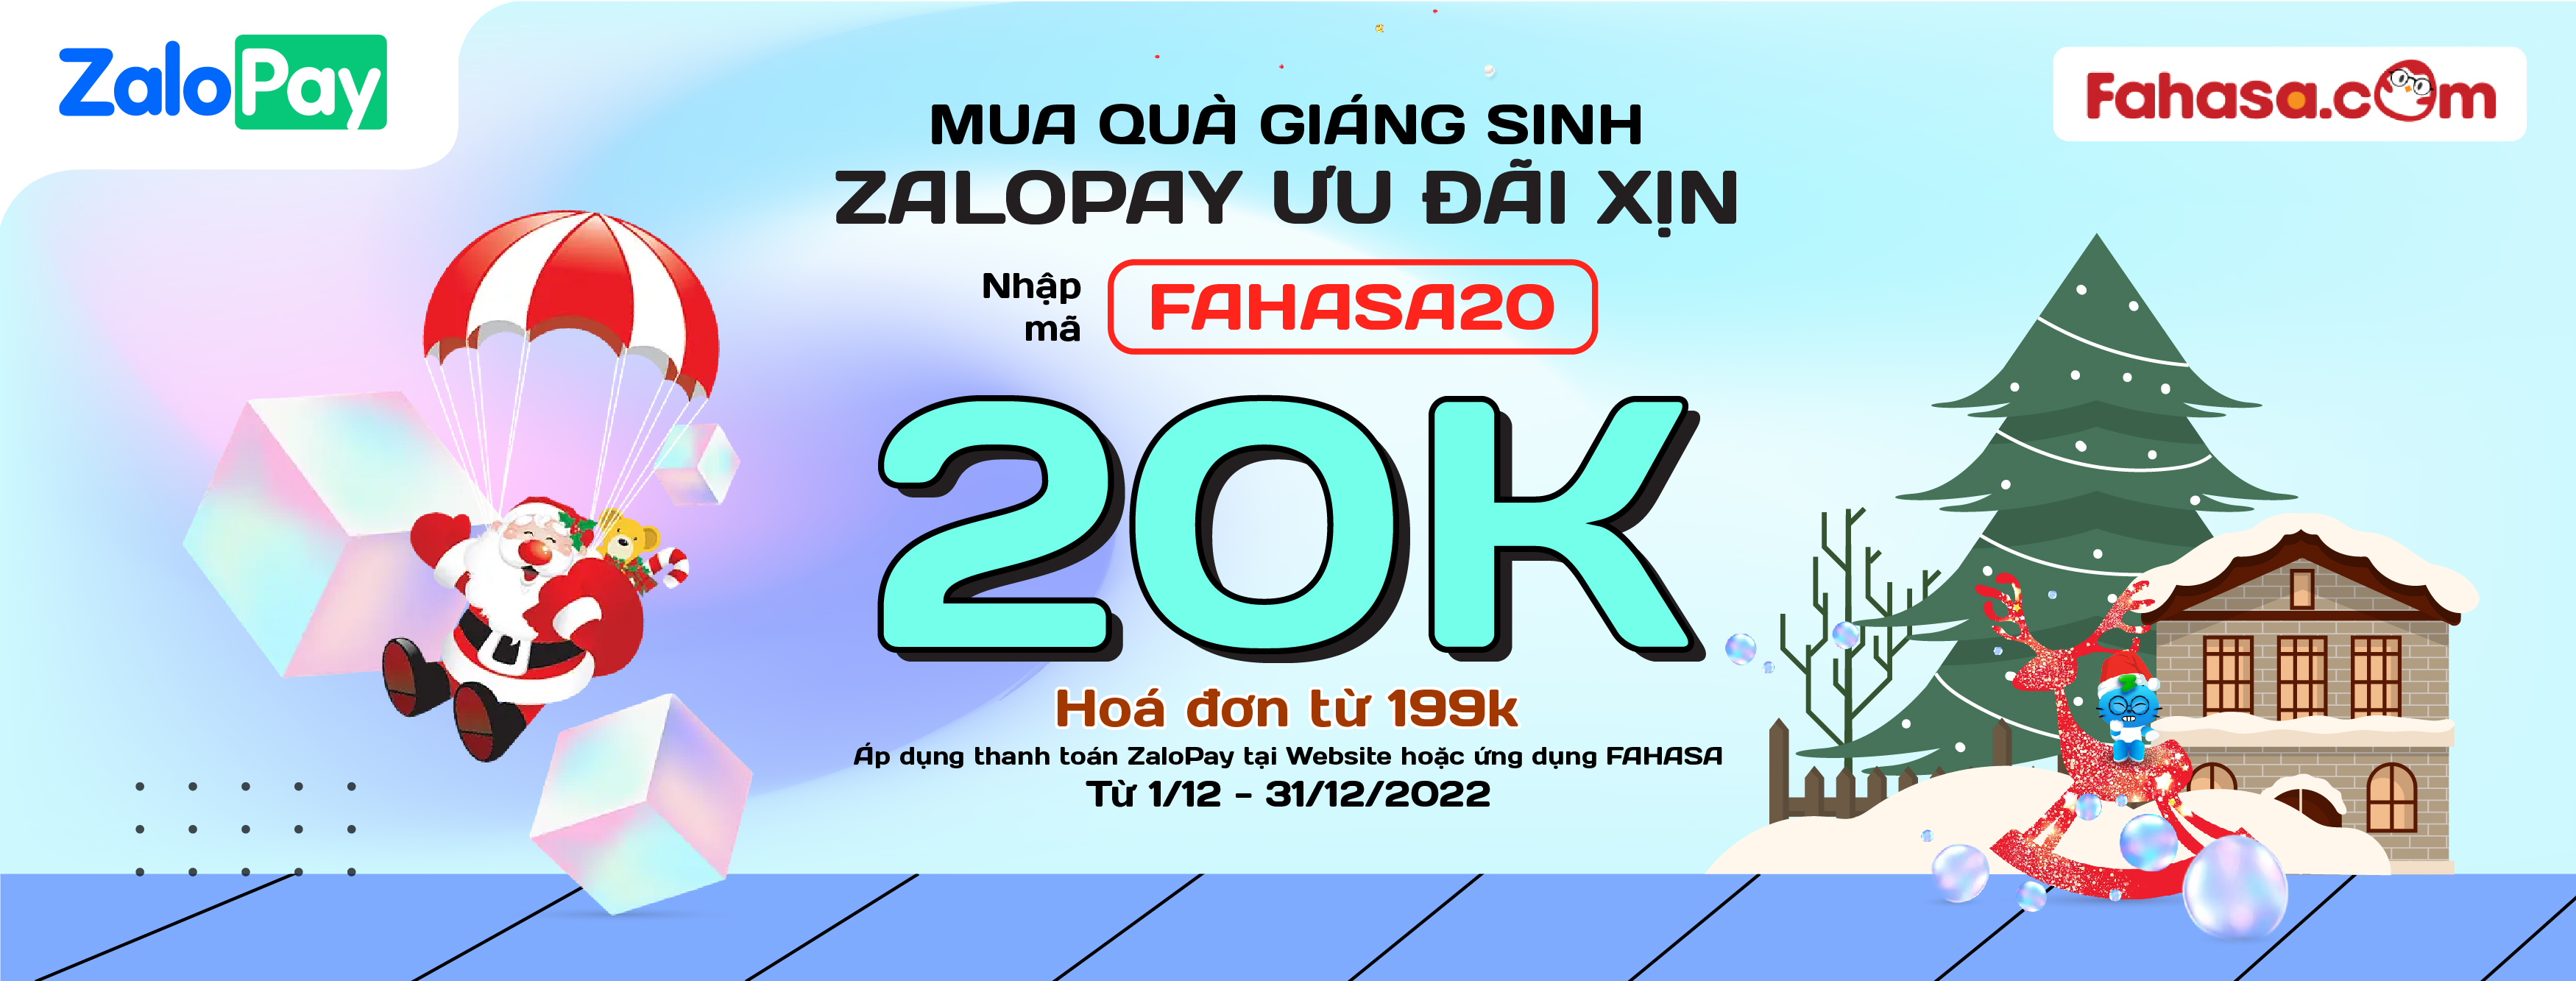 ZaloPay
Fahasa.com
MUA QUÀ GIÁNG SINH
ZALOPAY ƯU ĐÃI XỊN
Nhập
mã
FAHASA20
20K
Hoá đơn từ 199k
Áp dụng thanh toán ZaloPay tại Website hoặc ứng dụng FAHASA
Từ 1/12 - 31/12/2022